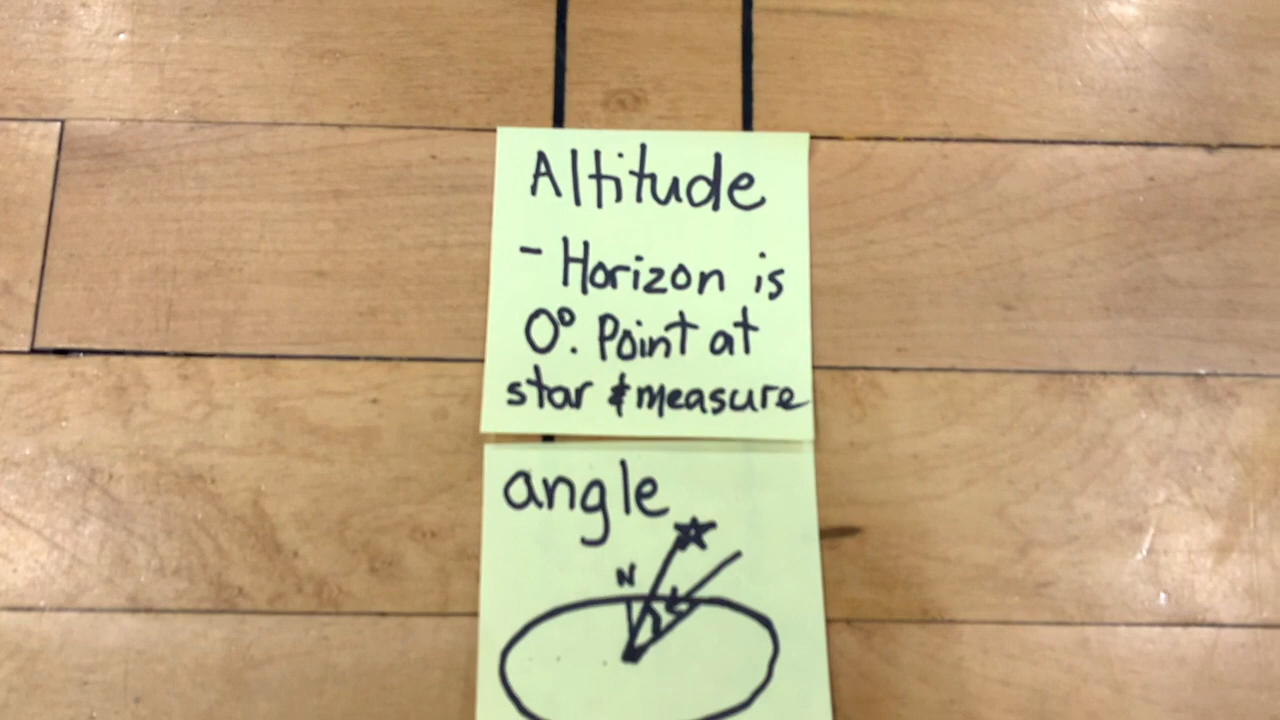 Altitude
- Horizon is
0°. Point at
star & measure
angle
N